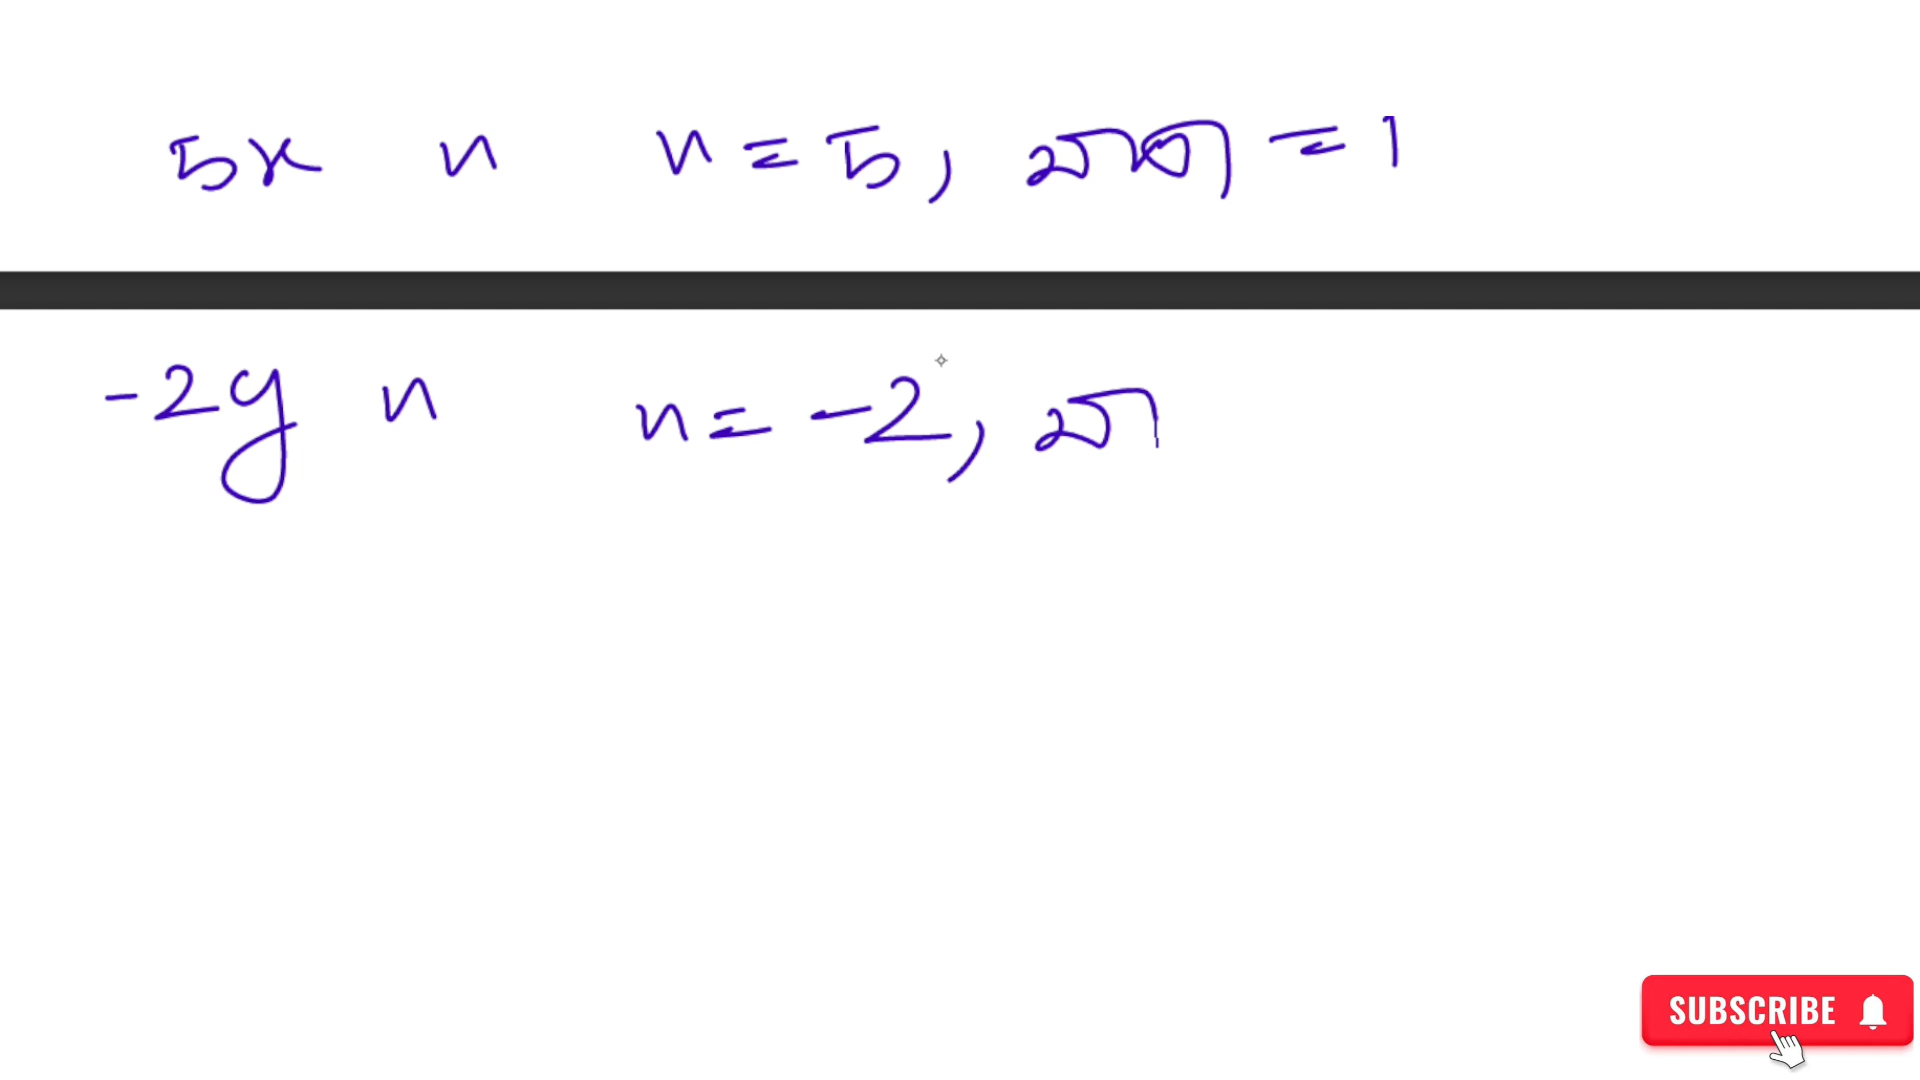 5x n n = 5, = 1
-2y n n = -2,
SUBSCRIBE